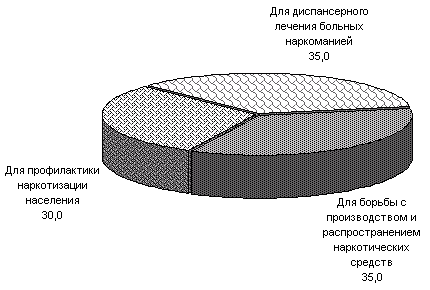 Для диспансерного
лечения больных
наркоманией
35,0
Для профилактики
наркотизации
населения
30,0
Для борьбы с
производством и
распространением
наркотических
средств
35,0